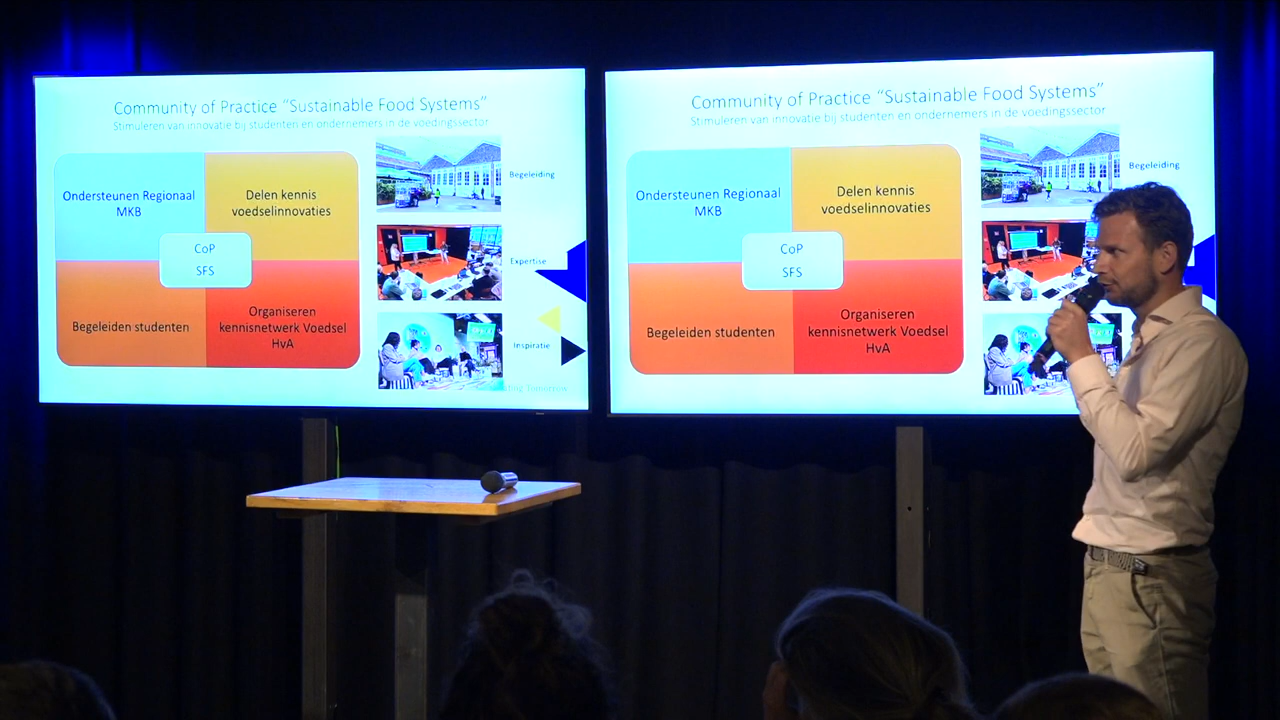 Community of Practice “Sustainable Food Systems”
Stimuleren van innovatie bij studenten en ondernemers in de voedingssector
Ondersteunen Regionaal
MKB
Delen kennis
voedselinnovaties
CoP
SFS
Begeleiden studenten
Organiseren
kennisnetwerk Voedsel
HvA
Begeleiding
Expertise
Inspiratie
Tomorrow
Community of Practice “Sustainable Food Systems”
Stimuleren van innovatie bij studenten en ondernemers in de voedingssector
Ondersteunen Regionaal
MKB
Delen kennis
voedselinnovaties
CoP
SFS
Begeleiden studenten
Organiseren
kennisnetwerk Voedsel
HvA
Begeleiding